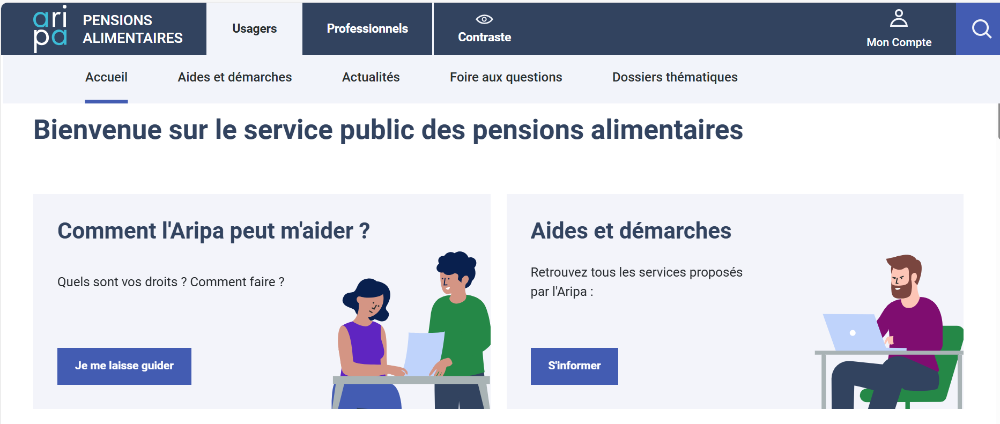 ari
pa
PENSIONS
ALIMENTAIRES
Usagers
Professionnels
Contraste
Mon Compte
Accueil
Aides et démarches
Actualités
Foire aux questions
Dossiers thématiques
Bienvenue sur le service public des pensions alimentaires
Comment l'Aripa peut m'aider ?
Quels sont vos droits ? Comment faire ?
Je me laisse guider
Aides et démarches
Retrouvez tous les services proposés
par l'Aripa :
S'informer